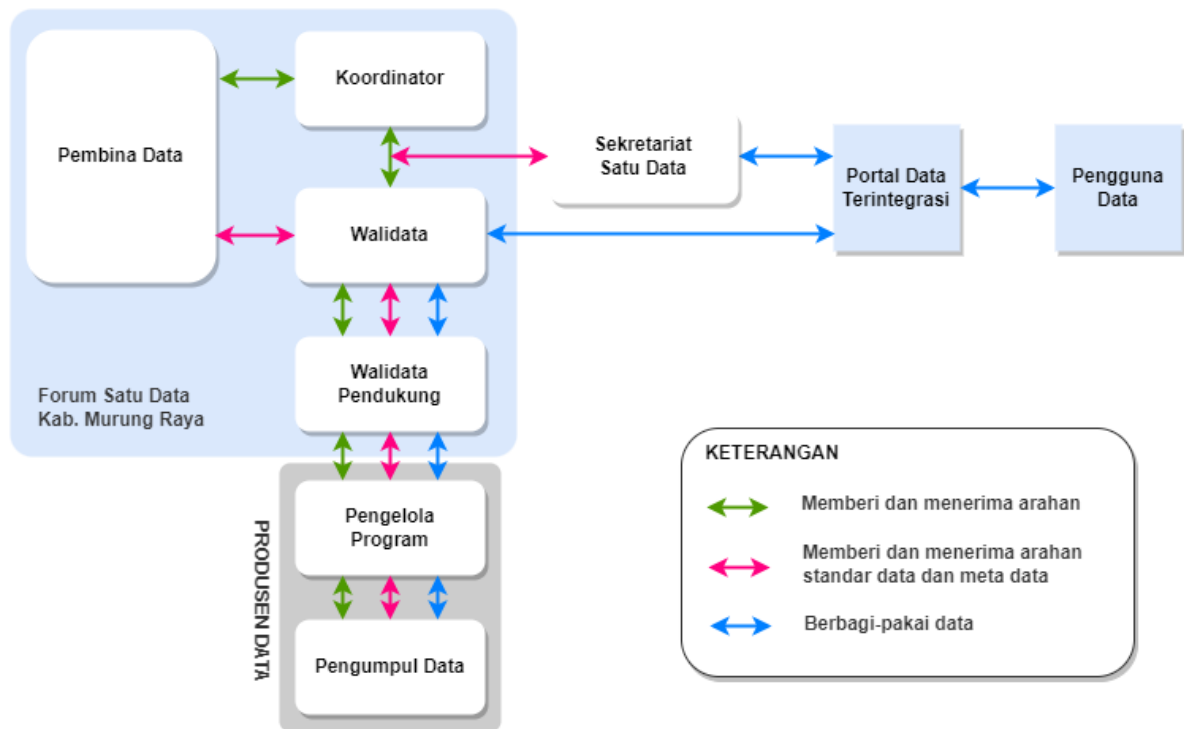 Pembina Data
Koordinator
Walidata
Walidata
Pendukung
Forum Satu Data
Kab. Murung Raya
Sekretariat
Satu Data
Portal Data
Terintegrasi
Pengguna
Data
PRODUSEN DATA
Pengelola
Program
Pengumpul Data
KETERANGAN
Memberi dan menerima arahan
Memberi dan menerima arahan
standar data dan meta data
Berbagi-pakai data